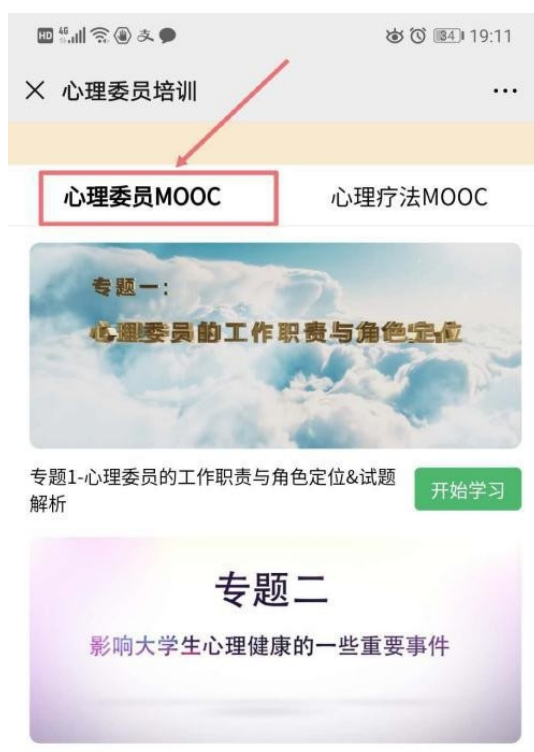 HD 4G 支 84 19:11
心理委员培训
心理委员MOOC
心理疗法MOOC
专题一:
心理委员的工作职责与角色定位
专题1-心理委员的工作职责与角色定位&试题
解析
开始学习
专题二
影响大学生心理健康的一些重要事件